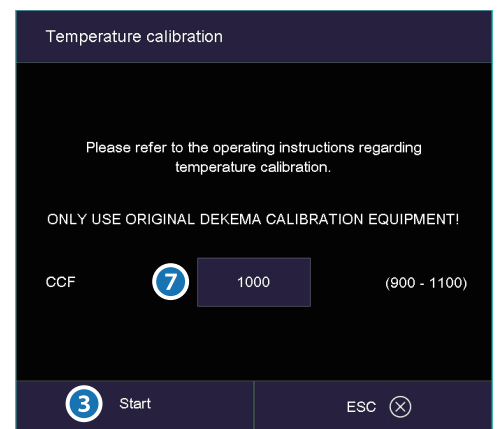 Temperature calibration
Please refer to the operating instructions regarding
temperature calibration.
ONLY USE ORIGINAL DEKEMA CALIBRATION EQUIPMENT!
CCF 7 1000 (900 - 1100)
3 Start ESC